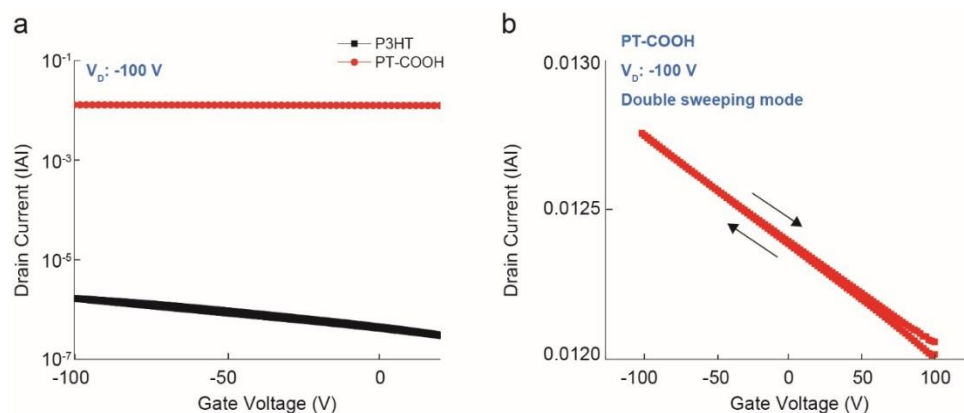 a
P3HT
PT-COOH
V_D: -100 V
10^-1
10^-3
10^-5
10^-7
Drain Current (IAI)
-100
-50
0
Gate Voltage (V)
b
PT-COOH
V_D: -100 V
Double sweeping mode
0.0130
0.0125
0.0120
Drain Current (IAI)
-100
-50
0
50
100
Gate Voltage (V)